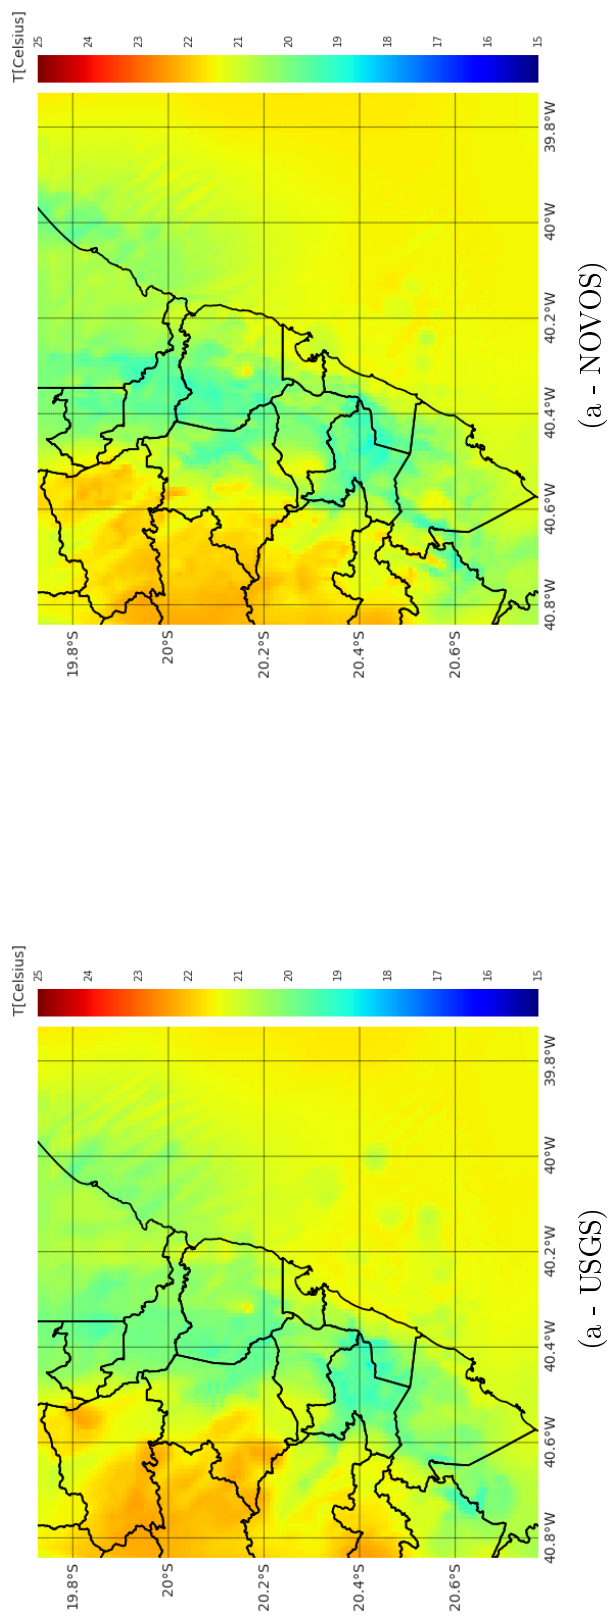 T[Celsius]
25
24
23
22
21
20
19
18
17
16
15
39.8°W
40°W
40.2°W
40.4°W
40.6°W
40.8°W
19.8°S
20°S
20.2°S
20.4°S
20.6°S
(a - NOVOS)
T[Celsius]
25
24
23
22
21
20
19
18
17
16
15
39.8°W
40°W
40.2°W
40.4°W
40.6°W
40.8°W
19.8°S
20°S
20.2°S
20.4°S
20.6°S
(a - USGS)